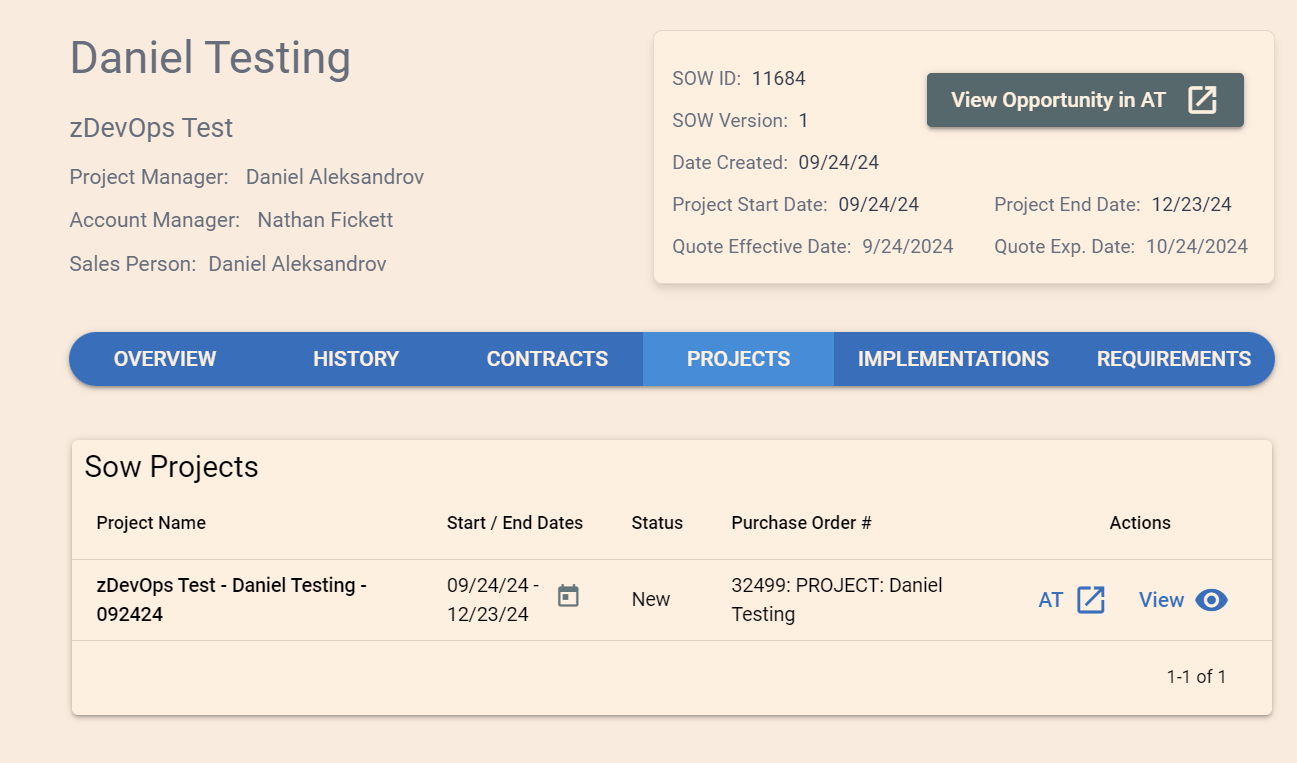 Daniel Testing
zDevOps Test
Project Manager: Daniel Aleksandrov
Account Manager: Nathan Fickett
Sales Person: Daniel Aleksandrov
SOW ID: 11684
View Opportunity in AT
SOW Version: 1
Date Created: 09/24/24
Project Start Date: 09/24/24 Project End Date: 12/23/24
Quote Effective Date: 9/24/2024 Quote Exp. Date: 10/24/2024
OVERVIEW HISTORY CONTRACTS PROJECTS IMPLEMENTATIONS REQUIREMENTS
Sow Projects
Project Name Start / End Dates Status Purchase Order # Actions
zDevOps Test - Daniel Testing -
092424
09/24/24 -
12/23/24
New
32499: PROJECT: Daniel
Testing
AT View
1-1 of 1